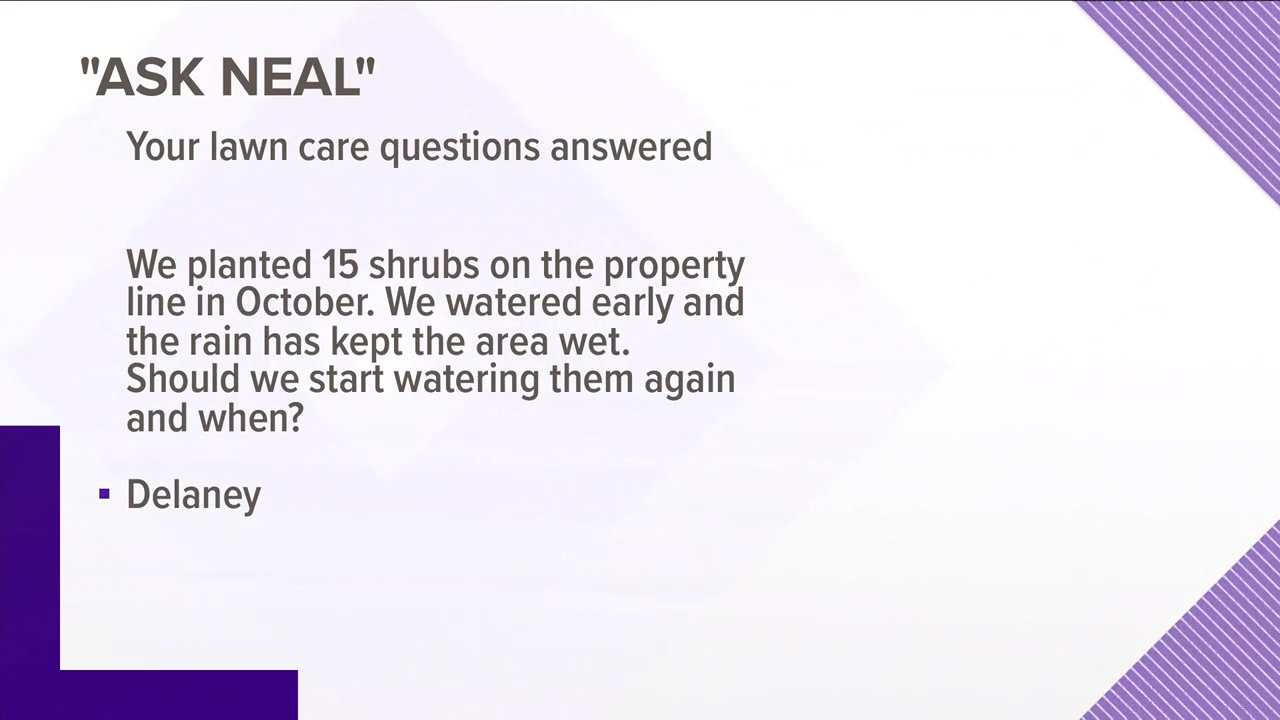 "ASK NEAL"
Your lawn care questions answered
We planted 15 shrubs on the property
line in October. We watered early and
the rain has kept the area wet.
Should we start watering them again
and when?
▪ Delaney